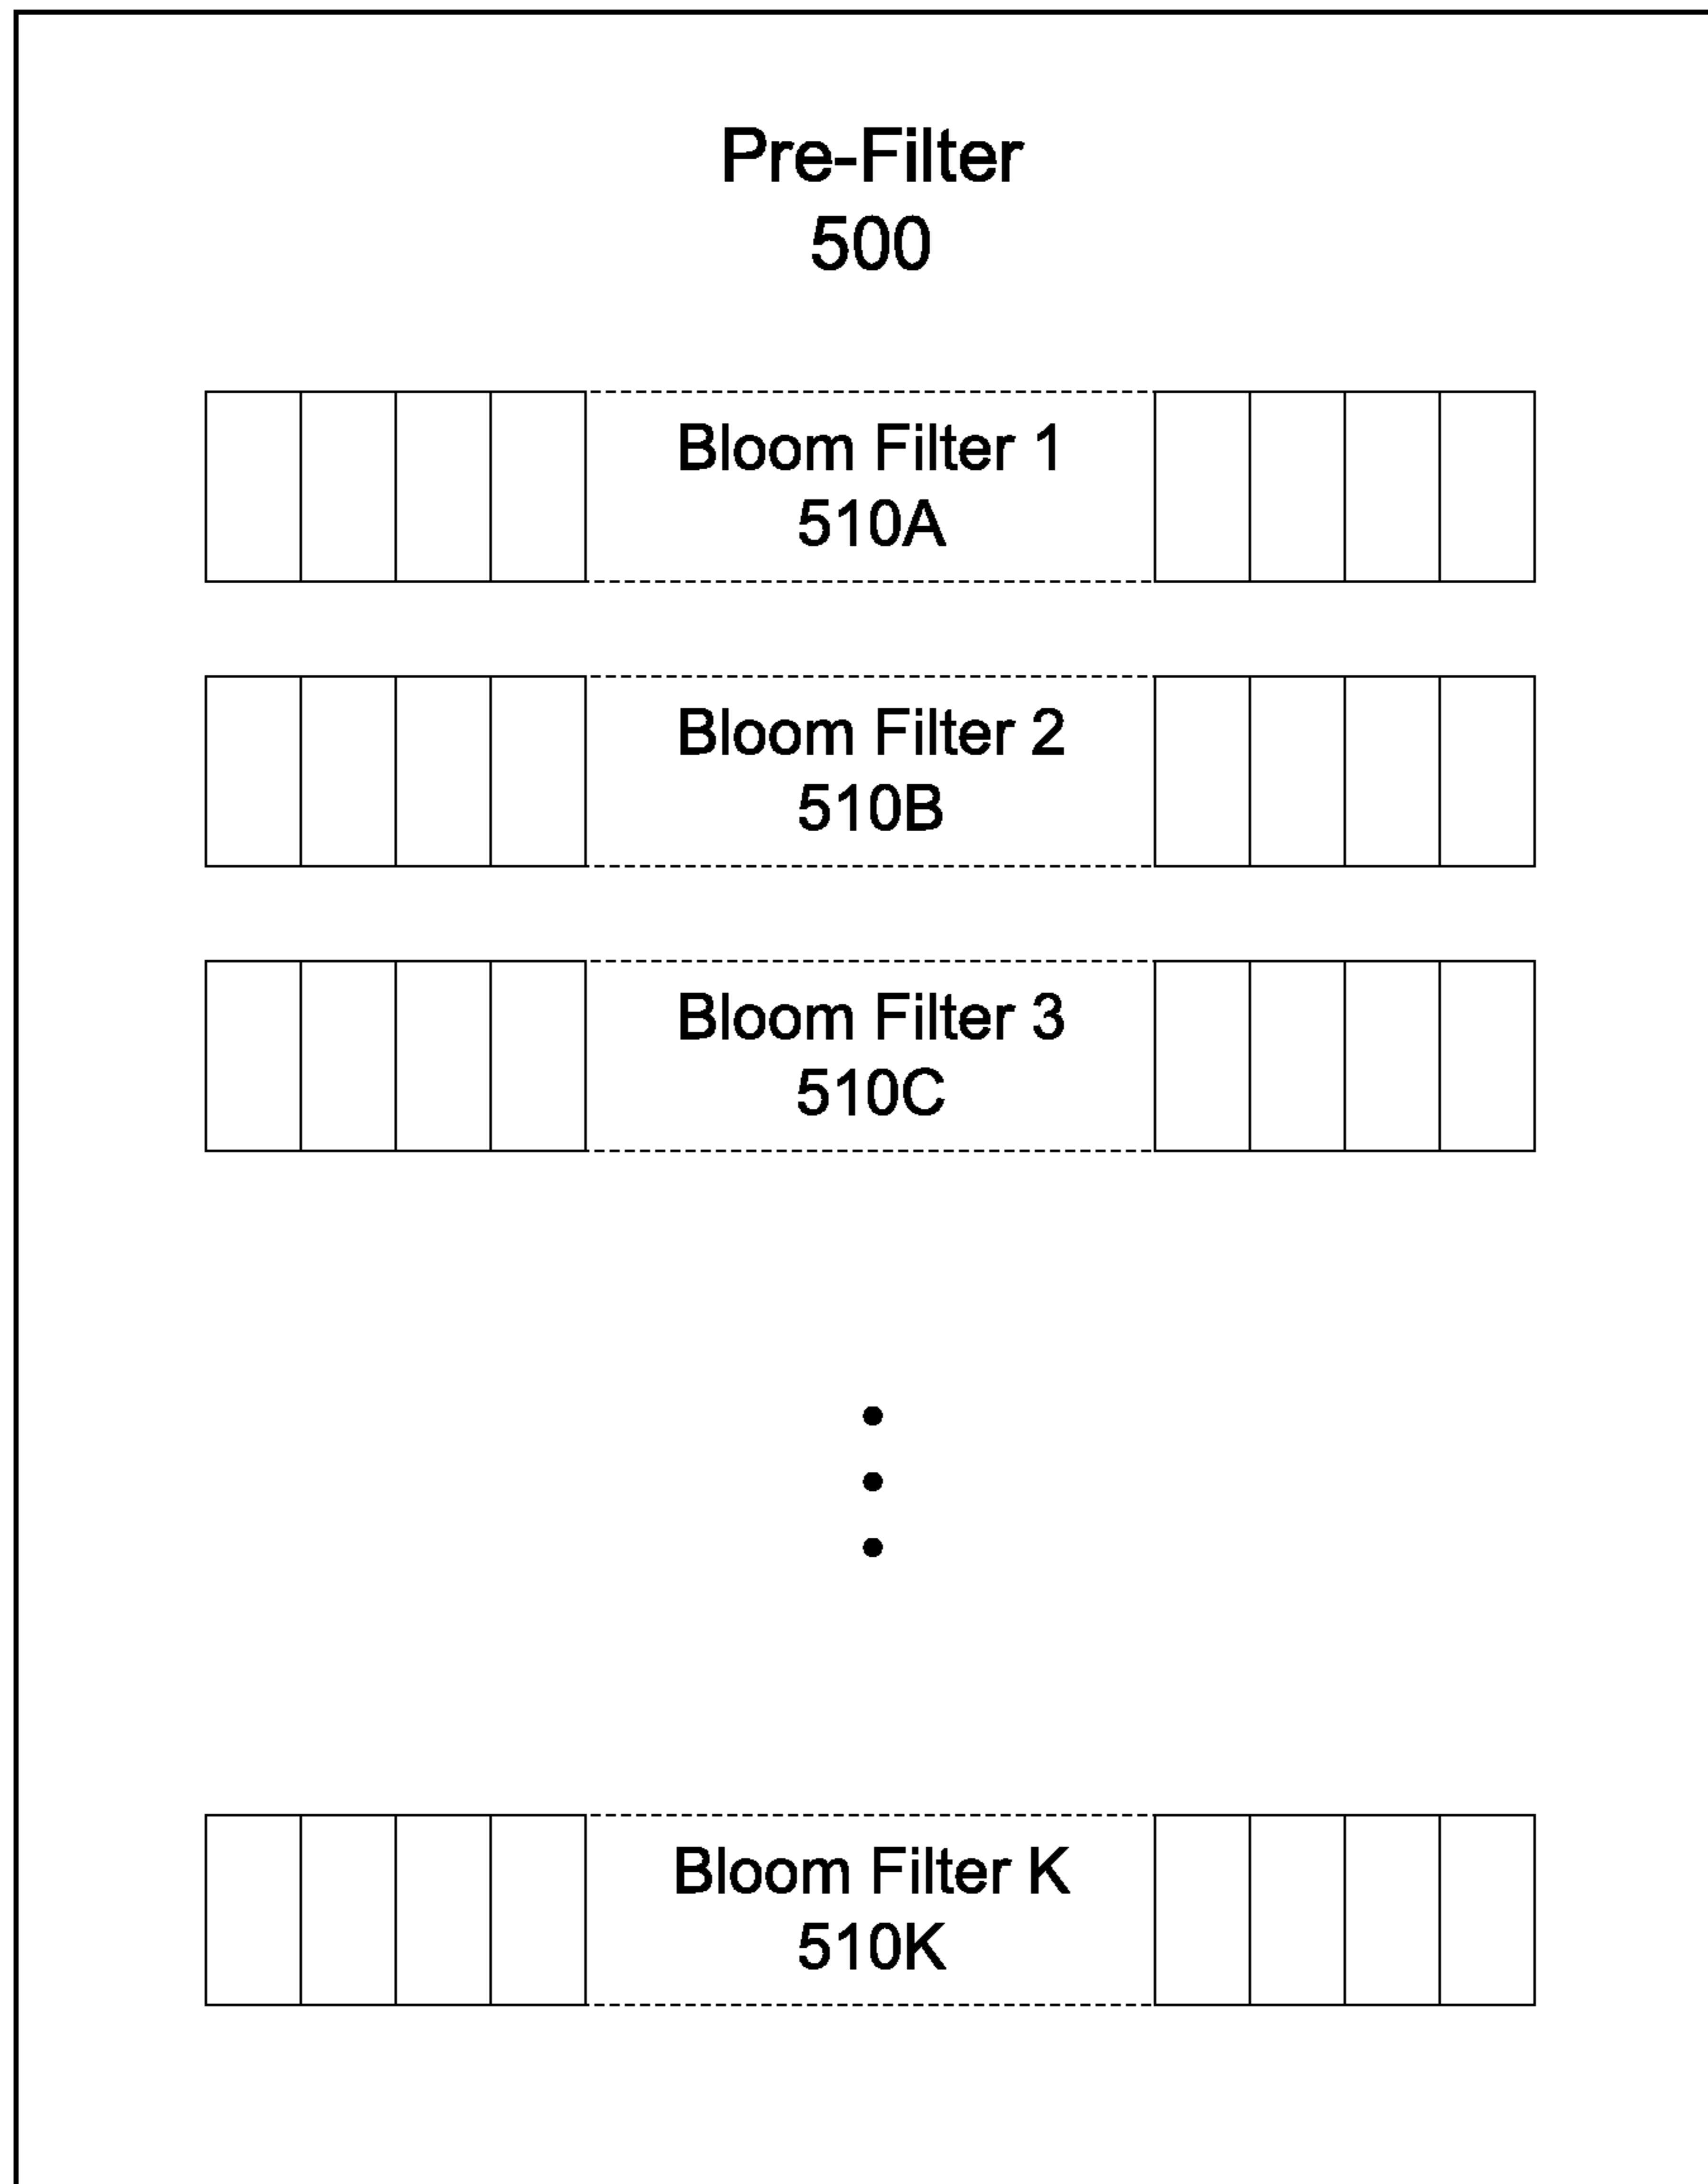 Pre-Filter
500
Bloom Filter 1
510A
Bloom Filter 2
510B
Bloom Filter 3
510C
Bloom Filter K
510K